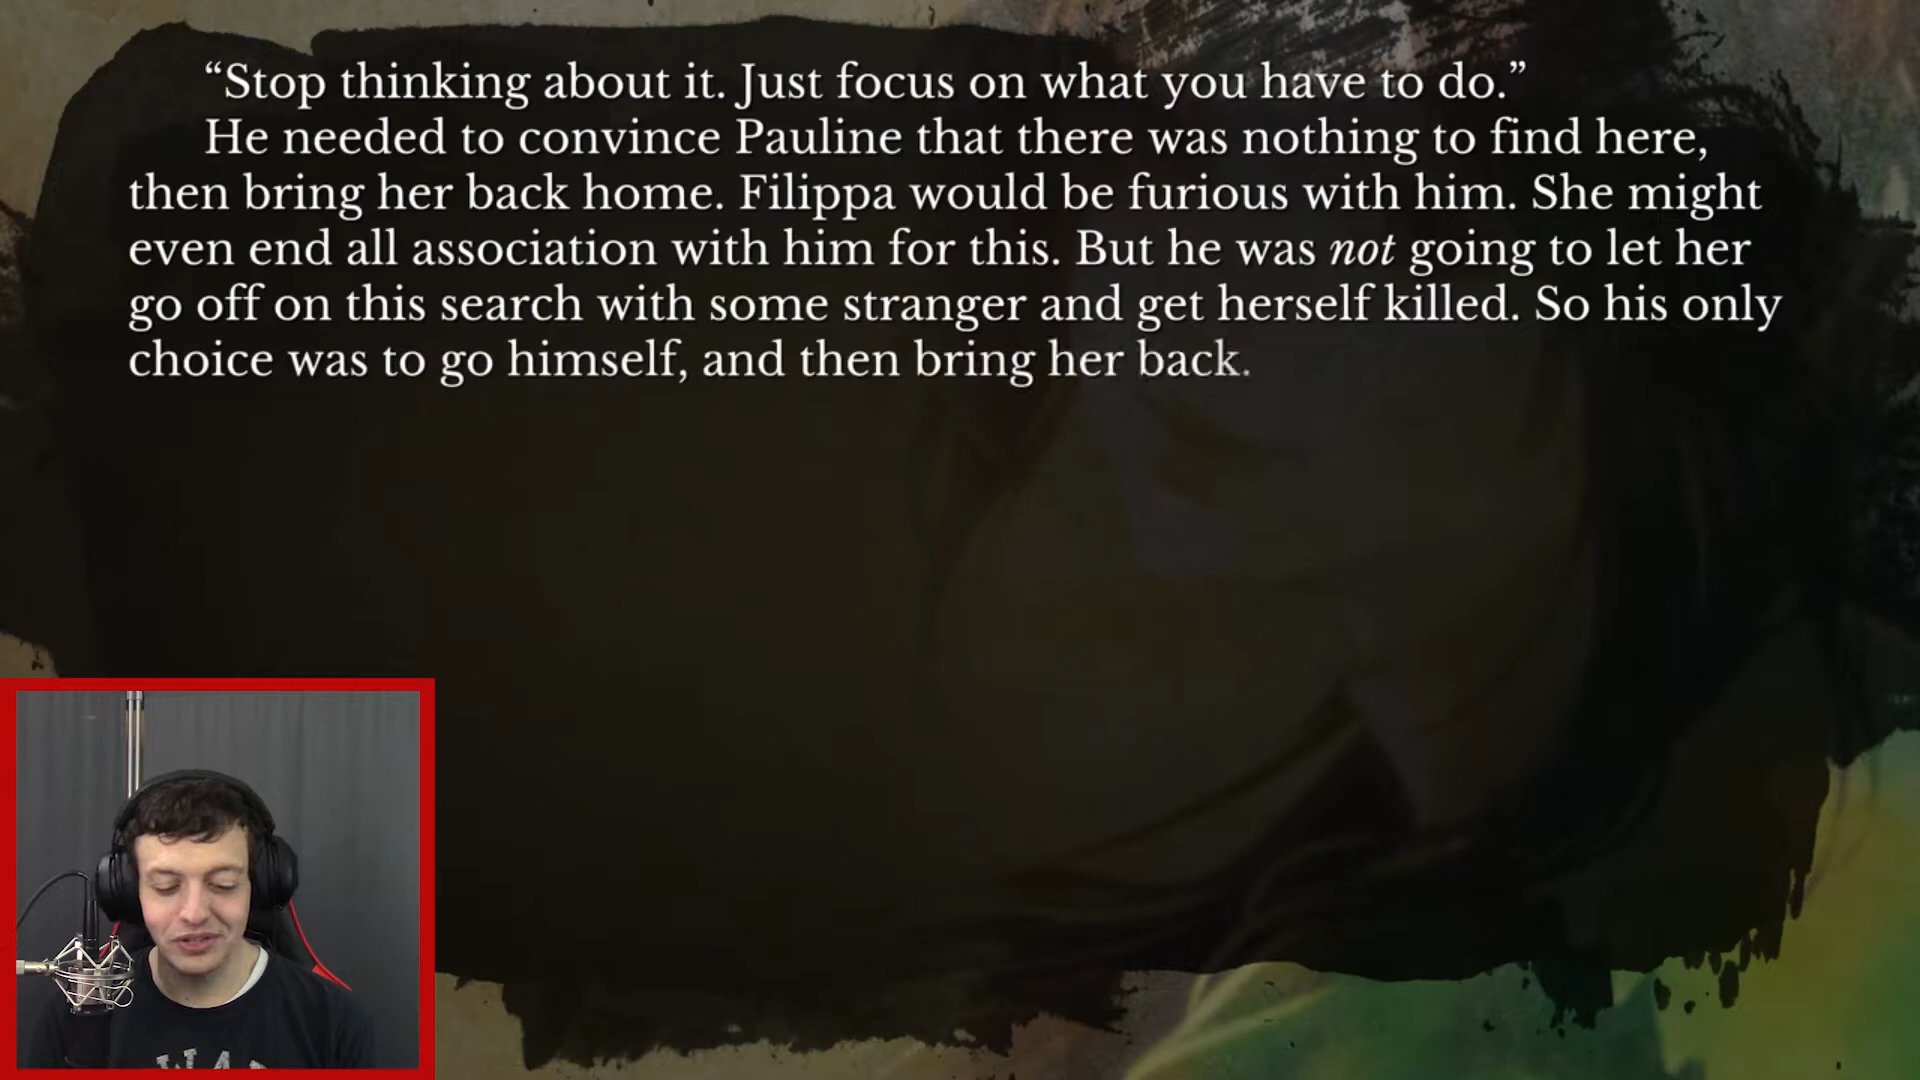 “Stop thinking about it. Just focus on what you have to do.”
He needed to convince Pauline that there was nothing to find here,
then bring her back home. Filippa would be furious with him. She might
even end all association with him for this. But he was not going to let her
go off on this search with some stranger and get herself killed. So his only
choice was to go himself, and then bring her back.